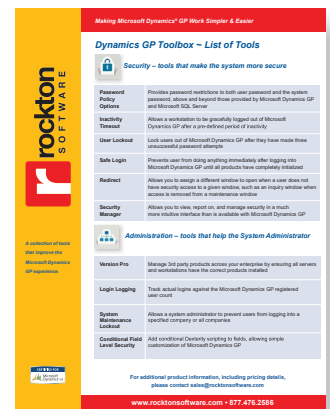 Making Microsoft Dynamics® GP Work Simpler & Easier
Dynamics GP Toolbox ~ List of Tools
Security – tools that make the system more secure
Password
Policy
Options
Provides password restrictions to both user password and the system
password, above and beyond those provided by Microsoft Dynamics GP
and Microsoft SQL Server
Inactivity
Timeout
Allows a workstation to be gracefully logged out of Microsoft
Dynamics GP after a pre-defined period of inactivity
User Lockout
Lock users out of Microsoft Dynamics GP after they have made three
unsuccessful password attempts
Safe Login
Prevents user from doing anything immediately after logging into
Microsoft Dynamics GP until all products have completely initialized
Redirect
Allows you to assign a different window to open when a user does not
have security access to a given window, such as an inquiry window when
access is removed from a maintenance window
Security
Manager
Allows you to view, report on, and manage security in a much
more intuitive interface than is available with Microsoft Dynamics GP
Administration – tools that help the System Administrator
Version Pro
Manage 3rd party products across your enterprise by ensuring all servers
and workstations have the correct products installed
Login Logging
Track actual logins against the Microsoft Dynamics GP registered
user count
System
Maintenance
Lockout
Allows a system administrator to prevent users from logging into a
specified company or all companies
Conditional Field
Level Security
Add conditional Dexterity scripting to fields, allowing simple
customization of Microsoft Dynamics GP
For additional product information, including pricing details,
please contact sales@rocktonsoftware.com
www.rocktonsoftware.com • 877.476.2586
rockton
SOFTWARE
A collection of tools
that improve the
Microsoft Dynamics
GP experience.
Microsoft
Dynamics GP